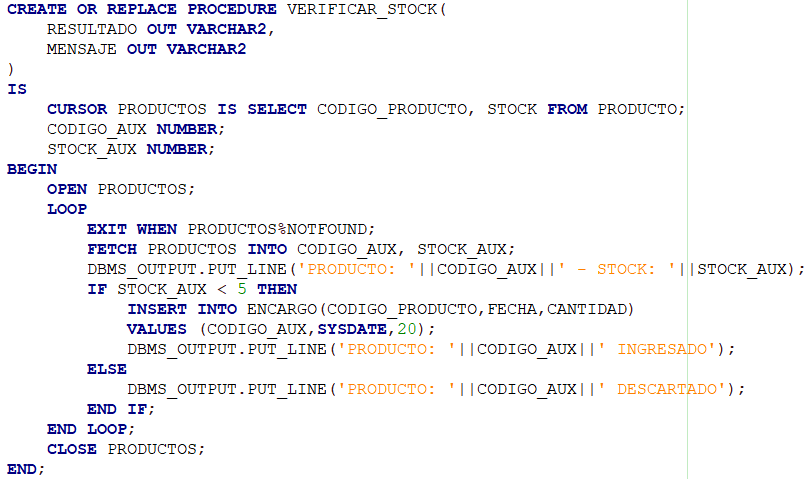 CREATE OR REPLACE PROCEDURE VERIFICAR_STOCK(
    RESULTADO OUT VARCHAR2,
    MENSAJE OUT VARCHAR2
)
IS
    CURSOR PRODUCTOS IS SELECT CODIGO_PRODUCTO, STOCK FROM PRODUCTO;
    CODIGO_AUX NUMBER;
    STOCK_AUX NUMBER;
BEGIN
    OPEN PRODUCTOS;
    LOOP
        EXIT WHEN PRODUCTOS%NOTFOUND;
        FETCH PRODUCTOS INTO CODIGO_AUX, STOCK_AUX;
        DBMS_OUTPUT.PUT_LINE('PRODUCTO: '||CODIGO_AUX||' - STOCK: '||STOCK_AUX);
        IF STOCK_AUX < 5 THEN
            INSERT INTO ENCARGO(CODIGO_PRODUCTO,FECHA,CANTIDAD)
            VALUES (CODIGO_AUX,SYSDATE,20);
            DBMS_OUTPUT.PUT_LINE('PRODUCTO: '||CODIGO_AUX||' INGRESADO');
        ELSE
            DBMS_OUTPUT.PUT_LINE('PRODUCTO: '||CODIGO_AUX||' DESCARTADO');
        END IF;
    END LOOP;
    CLOSE PRODUCTOS;
END;